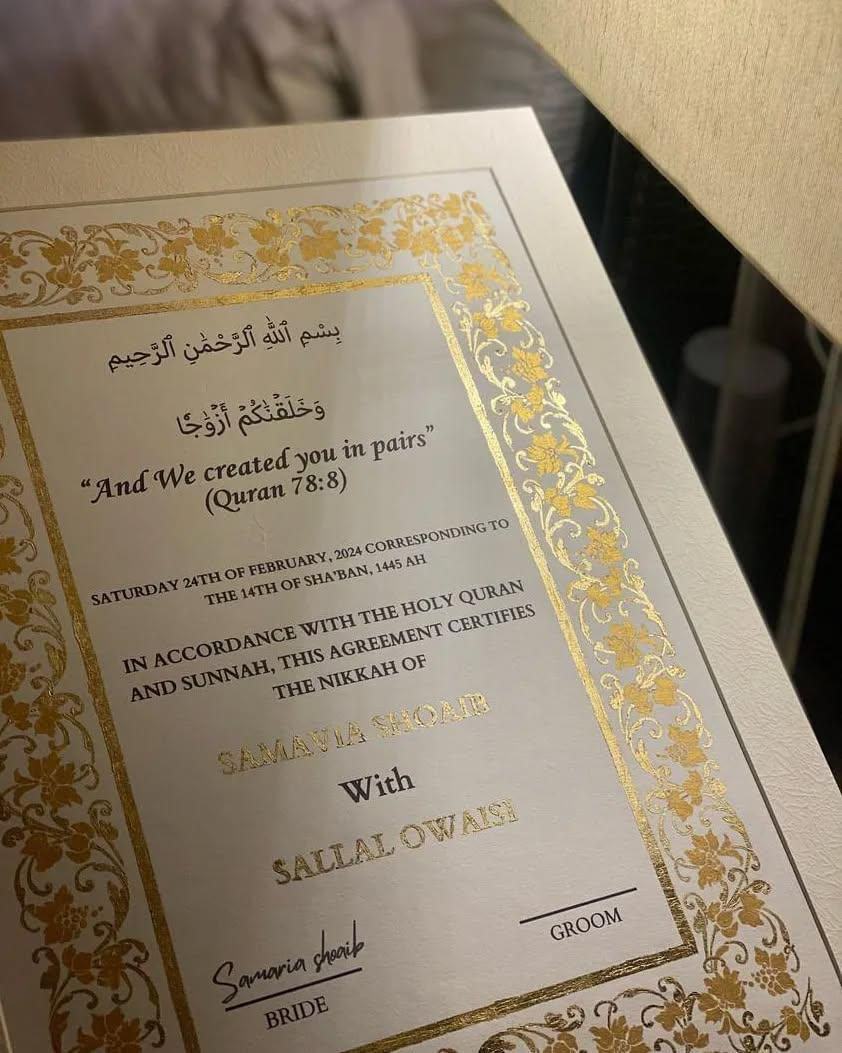 بِسْمِ ٱللَّهِ ٱلرَّحْمَٰنِ ٱلرَّحِيمِ
وَخَلَقْنَٰكُمْ أَزْوَٰجًا
“And We created you in pairs”
(Quran 78:8)
SATURDAY 24TH OF FEBRUARY, 2024 CORRESPONDING TO
THE 14TH OF SHA'BAN, 1445 AH
IN ACCORDANCE WITH THE HOLY QURAN
AND SUNNAH, THIS AGREEMENT CERTIFIES
THE NIKKAH OF
SAMAVIA SHOAIB
With
SALLAL OWAISI
Samaria shoaib
BRIDE
GROOM